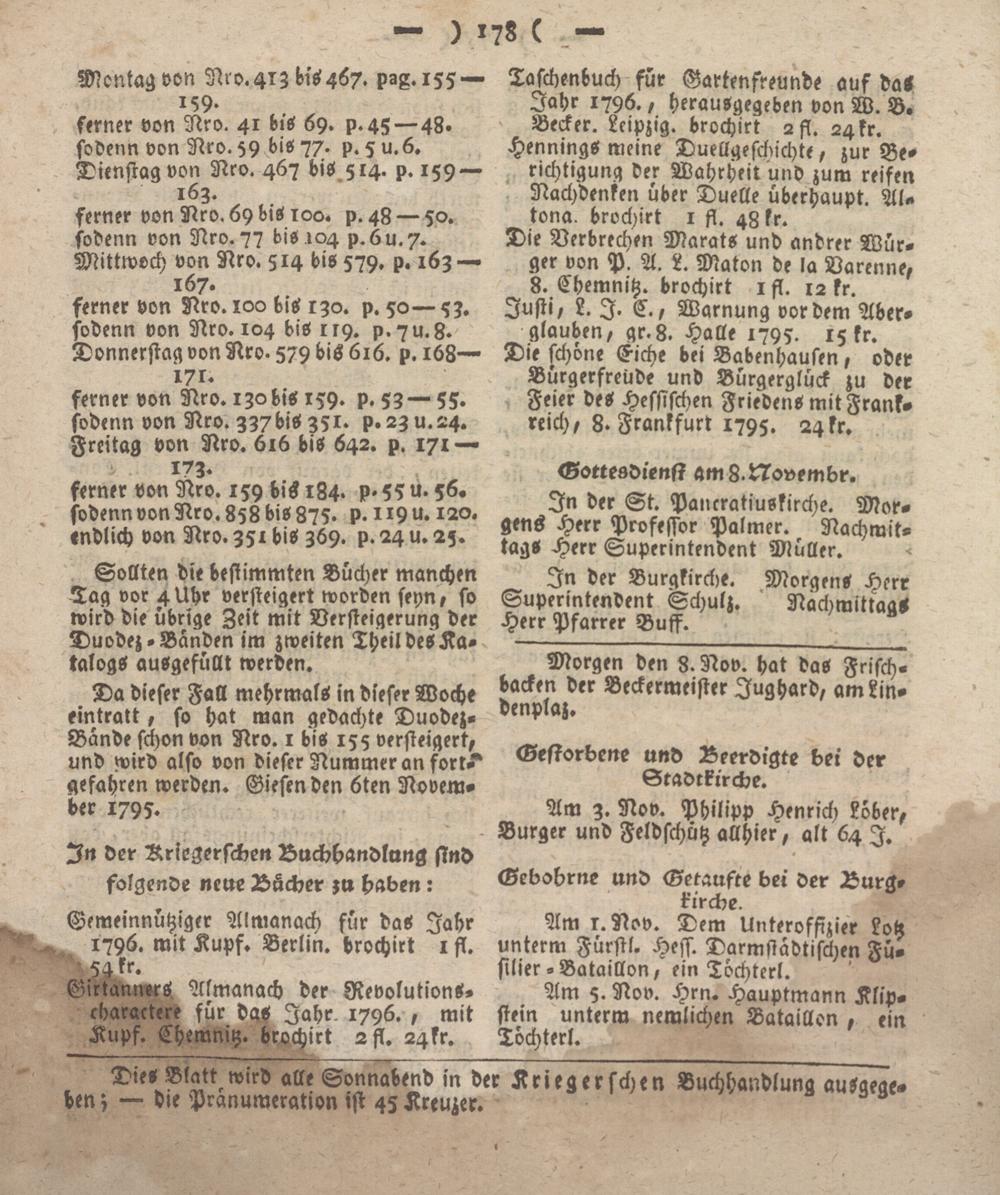 — ) 178 ( —
Montag von Nro. 413 bis 467. pag. 155—
159.
ferner von Nro. 41 bis 69. p. 45—48.
sodenn von Nro. 59 bis 77. p. 5 u. 6.
Dienstag von Nro. 467 bis 514. p. 159—
163.
ferner von Nro. 69 bis 100. p. 48—50.
sodenn von Nro. 77 bis 104 p. 6 u. 7.
Mittwoch von Nro. 514 bis 579. p. 163—
167.
ferner von Nro. 100 bis 130. p. 50—53.
sodenn von Nro. 104 bis 119. p. 7 u. 8.
Donnerstag von Nro. 579 bis 616. p. 168—
171.
ferner von Nro. 130 bis 159. p. 53—55.
sodenn von Nro. 337 bis 351. p. 23 u. 24.
Freitag von Nro. 616 bis 642. p. 171—
173.
ferner von Nro. 159 bis 184. p. 55 u. 56.
sodenn von Nro. 858 bis 875. p. 119 u. 120.
endlich von Nro. 351 bis 369. p. 24 u. 25.
Sollten die bestimmten Bücher manchen
Tag vor 4 Uhr versteigert worden seyn, so
wird die übrige Zeit mit Versteigerung der
Duodez-Bänden im zweiten Theil des Ka-
talogs ausgefüllt werden.
Da dieser Fall mehrmals in dieser Woche
eintratt, so hat man gedachte Duodez-
Bände schon von Nro. 1 bis 155 versteigert,
und wird also von dieser Nummer an fort-
gefahren werden. Giesen den 6ten Novem-
ber 1795.
In der Kriegerschen Buchhandlung sind
folgende neue Bücher zu haben:
Gemeinnütziger Almanach für das Jahr
1796. mit Kupf. Berlin. brochirt 1 fl.
54 kr.
Girtanners Almanach der Revolutions-
charactere für das Jahr 1796., mit
Kupf. Chemnitz. brochirt 2 fl. 24 kr.
Taschenbuch für Gartenfreunde auf das
Jahr 1796., herausgegeben von W. B.
Becker. Leipzig. brochirt 2 fl. 24 kr.
Hennings meine Duellgeschichte, zur Be-
richtigung der Wahrheit und zum reifen
Nachdenken über Duelle überhaupt. Al-
tona. brochirt 1 fl. 48 kr.
Die Verbrechen Marats und andrer Wür-
ger von P. A. L. Maton de la Varenne,
8. Chemnitz. brochirt 1 fl. 12 kr.
Justi, L. J. C., Warnung vor dem Aber-
glauben, gr. 8. Halle 1795. 15 kr.
Die schöne Eiche bei Babenhausen, oder
Bürgerfreude und Bürgerglück zu der
Feier des Hessischen Friedens mit Frank-
reich, 8. Frankfurt 1795. 24 kr.
Gottesdienst am 8. Novembr.
In der St. Pancratiuskirche. Mor-
gens Herr Professor Palmer. Nachmit-
tags Herr Superintendent Müller.
In der Burgkirche. Morgens Herr
Superintendent Schulz. Nachmittags
Herr Pfarrer Buff.
Morgen den 8. Nov. hat das Frisch-
backen der Beckermeister Jughard, am Lin-
denplaz.
Gestorbene und Beerdigte bei der
Stadtkirche.
Am 3. Nov. Philipp Henrich Löber,
Burger und Feldschütz allhier, alt 64 J.
Gebohrne und Getaufte bei der Burg-
kirche.
Am 1. Nov. Dem Unteroffizier Lotz
unterm Fürstl. Hess. Darmstädtischen Fü-
silier-Bataillon, ein Töchterl.
Am 5. Nov. Hrn. Hauptmann Klip-
stein unterm nemlichen Bataillon, ein
Töchterl.
Dies Blatt wird alle Sonnabend in der Kriegerschen Buchhandlung ausgege-
ben; — die Pränumeration ist 45 Kreuzer.